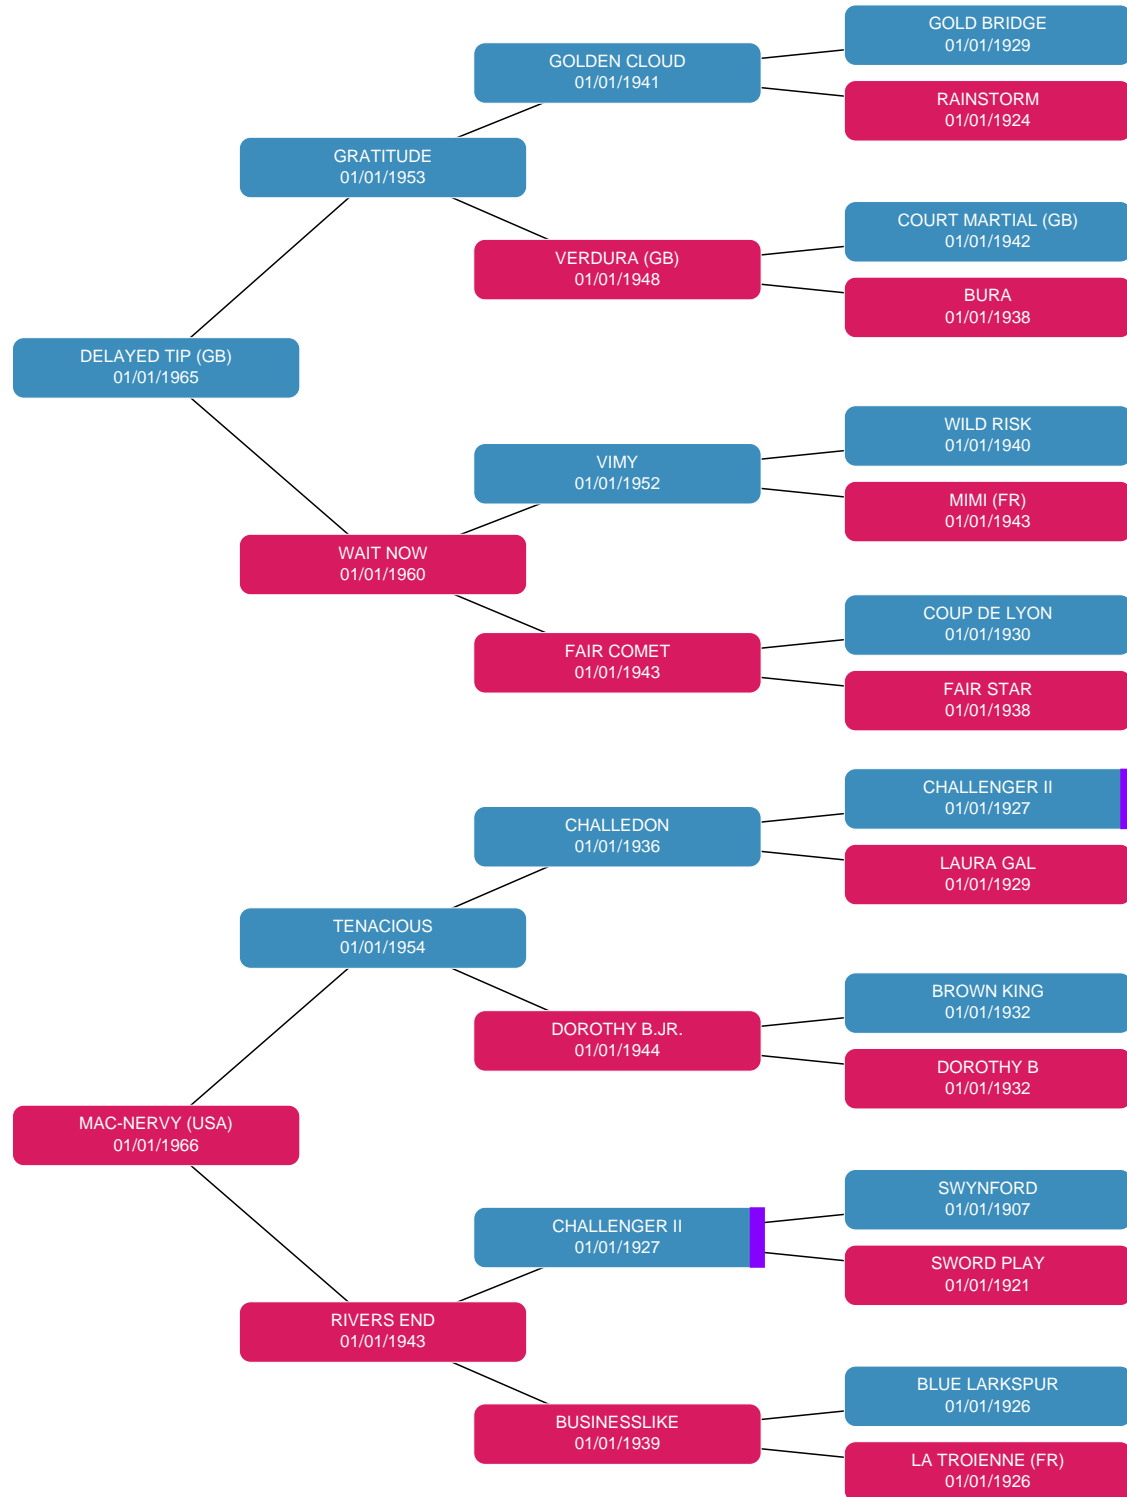 GOLD BRIDGE
01/01/1929
GOLDEN CLOUD
01/01/1941
RAINSTORM
01/01/1924
GRATITUDE
01/01/1953
COURT MARTIAL (GB)
01/01/1942
VERDURA (GB)
01/01/1948
BURA
01/01/1938
DELAYED TIP (GB)
01/01/1965
WILD RISK
01/01/1940
VIMY
01/01/1952
MIMI (FR)
01/01/1943
WAIT NOW
01/01/1960
COUP DE LYON
01/01/1930
FAIR COMET
01/01/1943
FAIR STAR
01/01/1938
CHALLENGER II
01/01/1927
CHALLEDON
01/01/1936
LAURA GAL
01/01/1929
TENACIOUS
01/01/1954
BROWN KING
01/01/1932
DOROTHY B.JR.
01/01/1944
DOROTHY B
01/01/1932
MAC-NERVY (USA)
01/01/1966
SWYNFORD
01/01/1907
CHALLENGER II
01/01/1927
SWORD PLAY
01/01/1921
RIVERS END
01/01/1943
BLUE LARKSPUR
01/01/1926
BUSINESSLIKE
01/01/1939
LA TROIENNE (FR)
01/01/1926